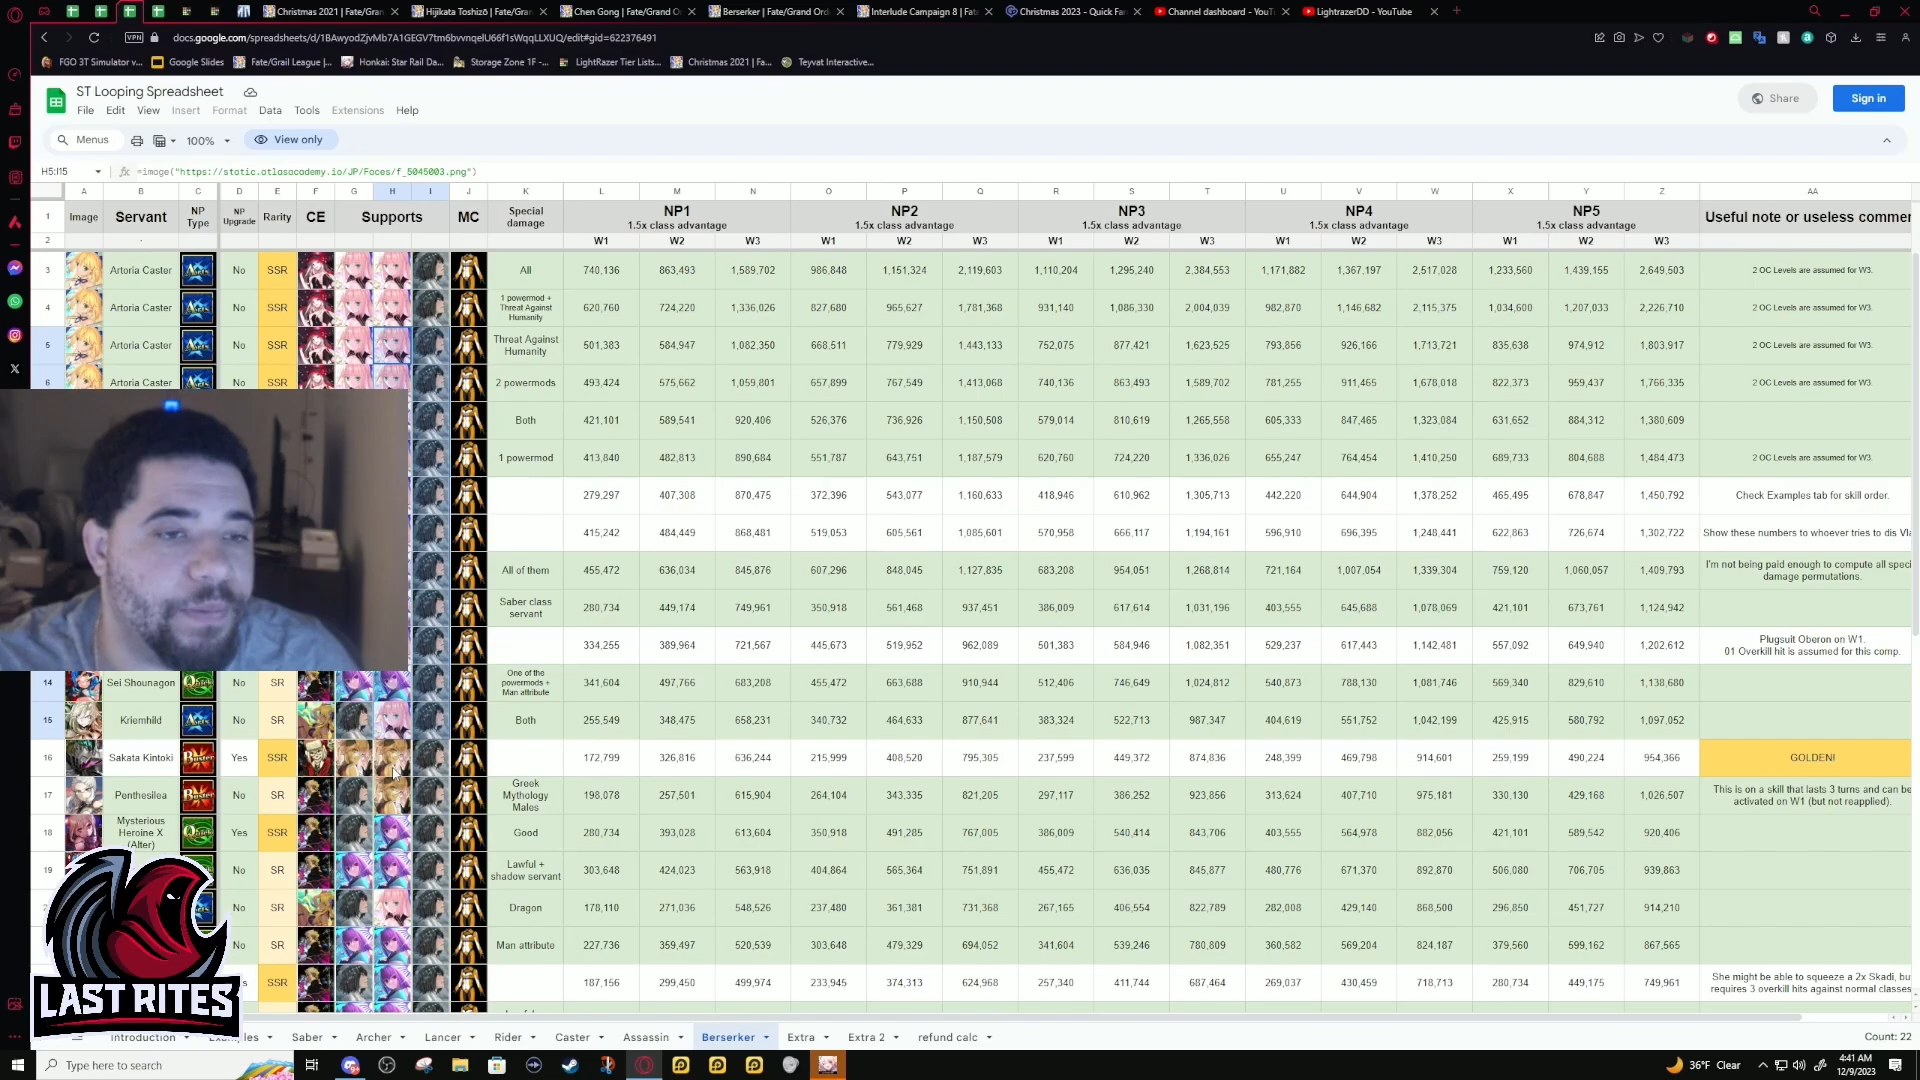 Christmas 2021 | Fate/Gran
Hijikata Toshizō | Fate/Gran
Chen Gong | Fate/Grand O
Berserker | Fate/Grand Ord
Interlude Campaign 8 | Fat
Christmas 2023 - Quick Far
Channel dashboard - YouT
LightrazerDD - YouTube
VPN
docs.google.com/spreadsheets/d/1BAwyodZjvMb7A1GEGV7tm6bvvnqelU66f1sWqqLLXUQ/edit#gid=622376491
FGO 3T Simulator v...
Google Slides
Fate/Grail League |...
Honkai: Star Rail Da...
Storage Zone 1F -...
LightRazer Tier Lists...
Christmas 2021 | Fa...
Teyvat Interactive...
ST Looping Spreadsheet
File Edit View Insert Format Data Tools Extensions Help
Share
Sign in
Menus
100%
View only
H5:I15
=image("https://static.atlasacademy.io/JP/Faces/f_5045003.png")
A B C D E F G H I J K L M N O P Q R S T U V W X Y Z AA
1 Image Servant NP Type NP Upgrade Rarity CE Supports MC Special damage NP1 1.5x class advantage NP2 1.5x class advantage NP3 1.5x class advantage NP4 1.5x class advantage NP5 1.5x class advantage Useful note or useless commer
2 W1 W2 W3 W1 W2 W3 W1 W2 W3 W1 W2 W3 W1 W2 W3
3 Artoria Caster Arts No SSR All 740,136 863,493 1,589,702 986,848 1,151,324 2,119,603 1,110,204 1,295,240 2,384,553 1,171,882 1,367,197 2,517,028 1,233,560 1,439,155 2,649,503 2 OC Levels are assumed for W3.
4 Artoria Caster Arts No SSR 1 powermod + Threat Against Humanity 620,760 724,220 1,336,026 827,680 965,627 1,781,368 931,140 1,086,330 2,004,039 982,870 1,146,682 2,115,375 1,034,600 1,207,033 2,226,710 2 OC Levels are assumed for W3.
5 Artoria Caster Arts No SSR Threat Against Humanity 501,383 584,947 1,082,350 668,511 779,929 1,443,133 752,075 877,421 1,623,525 793,856 926,166 1,713,721 835,638 974,912 1,803,917 2 OC Levels are assumed for W3.
6 Artoria Caster Arts No SSR 2 powermods 493,424 575,662 1,059,801 657,899 767,549 1,413,068 740,136 863,493 1,589,702 781,255 911,465 1,678,018 822,373 959,437 1,766,335 2 OC Levels are assumed for W3.
Both 421,101 589,541 920,406 526,376 736,926 1,150,508 579,014 810,619 1,265,558 605,333 847,465 1,323,084 631,652 884,312 1,380,609
1 powermod 413,840 482,813 890,684 551,787 643,751 1,187,579 620,760 724,220 1,336,026 655,247 764,454 1,410,250 689,733 804,688 1,484,473 2 OC Levels are assumed for W3.
279,297 407,308 870,475 372,396 543,077 1,160,633 418,946 610,962 1,305,713 442,220 644,904 1,378,252 465,495 678,847 1,450,792 Check Examples tab for skill order.
415,242 484,449 868,481 519,053 605,561 1,085,601 570,958 666,117 1,194,161 596,910 696,395 1,248,441 622,863 726,674 1,302,722 Show these numbers to whoever tries to dis Vla
All of them 455,472 636,034 845,876 607,296 848,045 1,127,835 683,208 954,051 1,268,814 721,164 1,007,054 1,339,304 759,120 1,060,057 1,409,793 I'm not being paid enough to compute all speci damage permutations.
Saber class servant 280,734 449,174 749,961 350,918 561,468 937,451 386,009 617,614 1,031,196 403,555 645,688 1,078,069 421,101 673,761 1,124,942
334,255 389,964 721,567 445,673 519,952 962,089 501,383 584,946 1,082,351 529,237 617,443 1,142,481 557,092 649,940 1,202,612 Plugsuit Oberon on W1. 01 Overkill hit is assumed for this comp.
14 Sei Shounagon Quick No SR One of the powermods + Man attribute 341,604 497,766 683,208 455,472 663,688 910,944 512,406 746,649 1,024,812 540,873 788,130 1,081,746 569,340 829,610 1,138,680
15 Kriemhild Arts No SR Both 255,549 348,475 658,231 340,732 464,633 877,641 383,324 522,713 987,347 404,619 551,752 1,042,199 425,915 580,792 1,097,052
16 Sakata Kintoki Buster Yes SSR 172,799 326,816 636,244 215,999 408,520 795,305 237,599 449,372 874,836 248,399 469,798 914,601 259,199 490,224 954,366 GOLDEN!
17 Penthesilea Buster No SR Greek Mythology Males 198,078 257,501 615,904 264,104 343,335 821,205 297,117 386,252 923,856 313,624 407,710 975,181 330,130 429,168 1,026,507 This is on a skill that lasts 3 turns and can be activated on W1 (but not reapplied).
18 Mysterious Heroine X (Alter) Quick Yes SSR Good 280,734 393,028 613,604 350,918 491,285 767,005 386,009 540,414 843,706 403,555 564,978 882,056 421,101 589,542 920,406
19 No SR Lawful + shadow servant 303,648 424,023 563,918 404,864 565,364 751,891 455,472 636,035 845,877 480,776 671,370 892,870 506,080 706,705 939,863
No SR Dragon 178,110 271,036 548,526 237,480 361,381 731,368 267,165 406,554 822,789 282,008 429,140 868,500 296,850 451,727 914,210
No SR Man attribute 227,736 359,497 520,539 303,648 479,329 694,052 341,604 539,246 780,809 360,582 569,204 824,187 379,560 599,162 867,565
SSR 187,156 299,450 499,974 233,945 374,313 624,968 257,340 411,744 687,464 269,037 430,459 718,713 280,734 449,175 749,961 She might be able to squeeze a 2x Skadi, bu requires 3 overkill hits against normal classes
LAST RITES
Introduction Examples Saber Archer Lancer Rider Caster Assassin Berserker Extra Extra 2 refund calc
Count: 22
Type here to search
36°F Clear
4:41 AM
12/9/2023